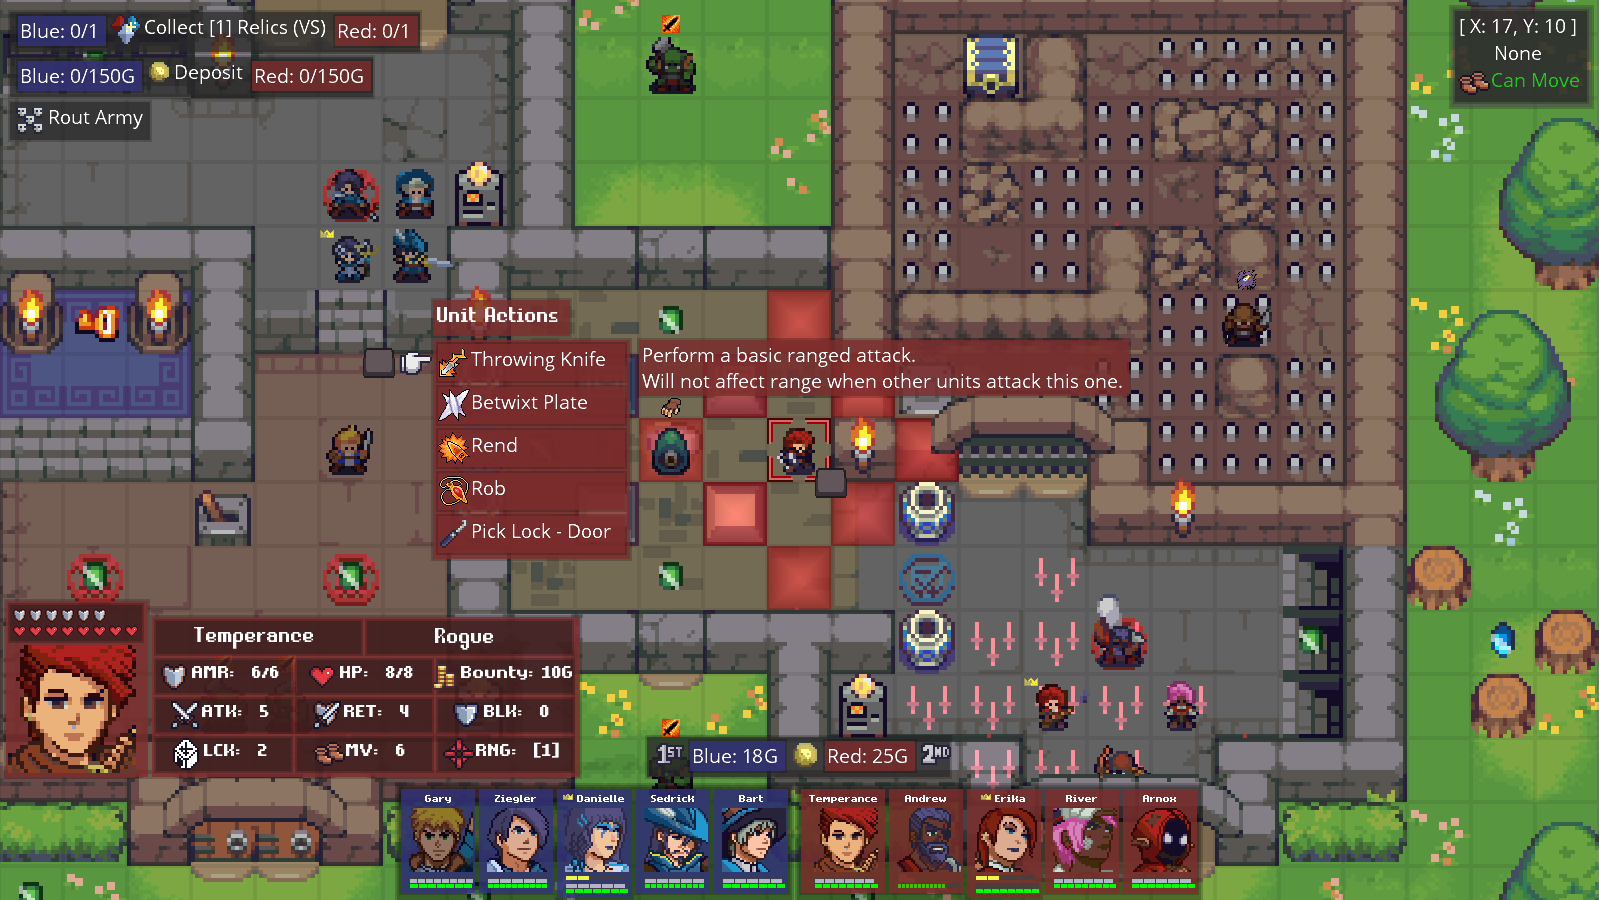 Blue: 0/1 Collect [1] Relics (VS) Red: 0/1
Blue: 0/150G Deposit Red: 0/150G
Rout Army
[ X: 17, Y: 10 ]
None
Can Move
Unit Actions
Throwing Knife
Betwixt Plate
Rend
Rob
Pick Lock - Door
Perform a basic ranged attack.
Will not affect range when other units attack this one.
Temperance Rogue
AMR: 6/6 HP: 8/8 Bounty: 10G
ATK: 5 RET: 4 BLK: 0
LCK: 2 MV: 6 RNG: [1]
1ST Blue: 18G Red: 25G 2ND
Gary Ziegler Danielle Sedrick Bart Temperance Andrew Erika River Arnox